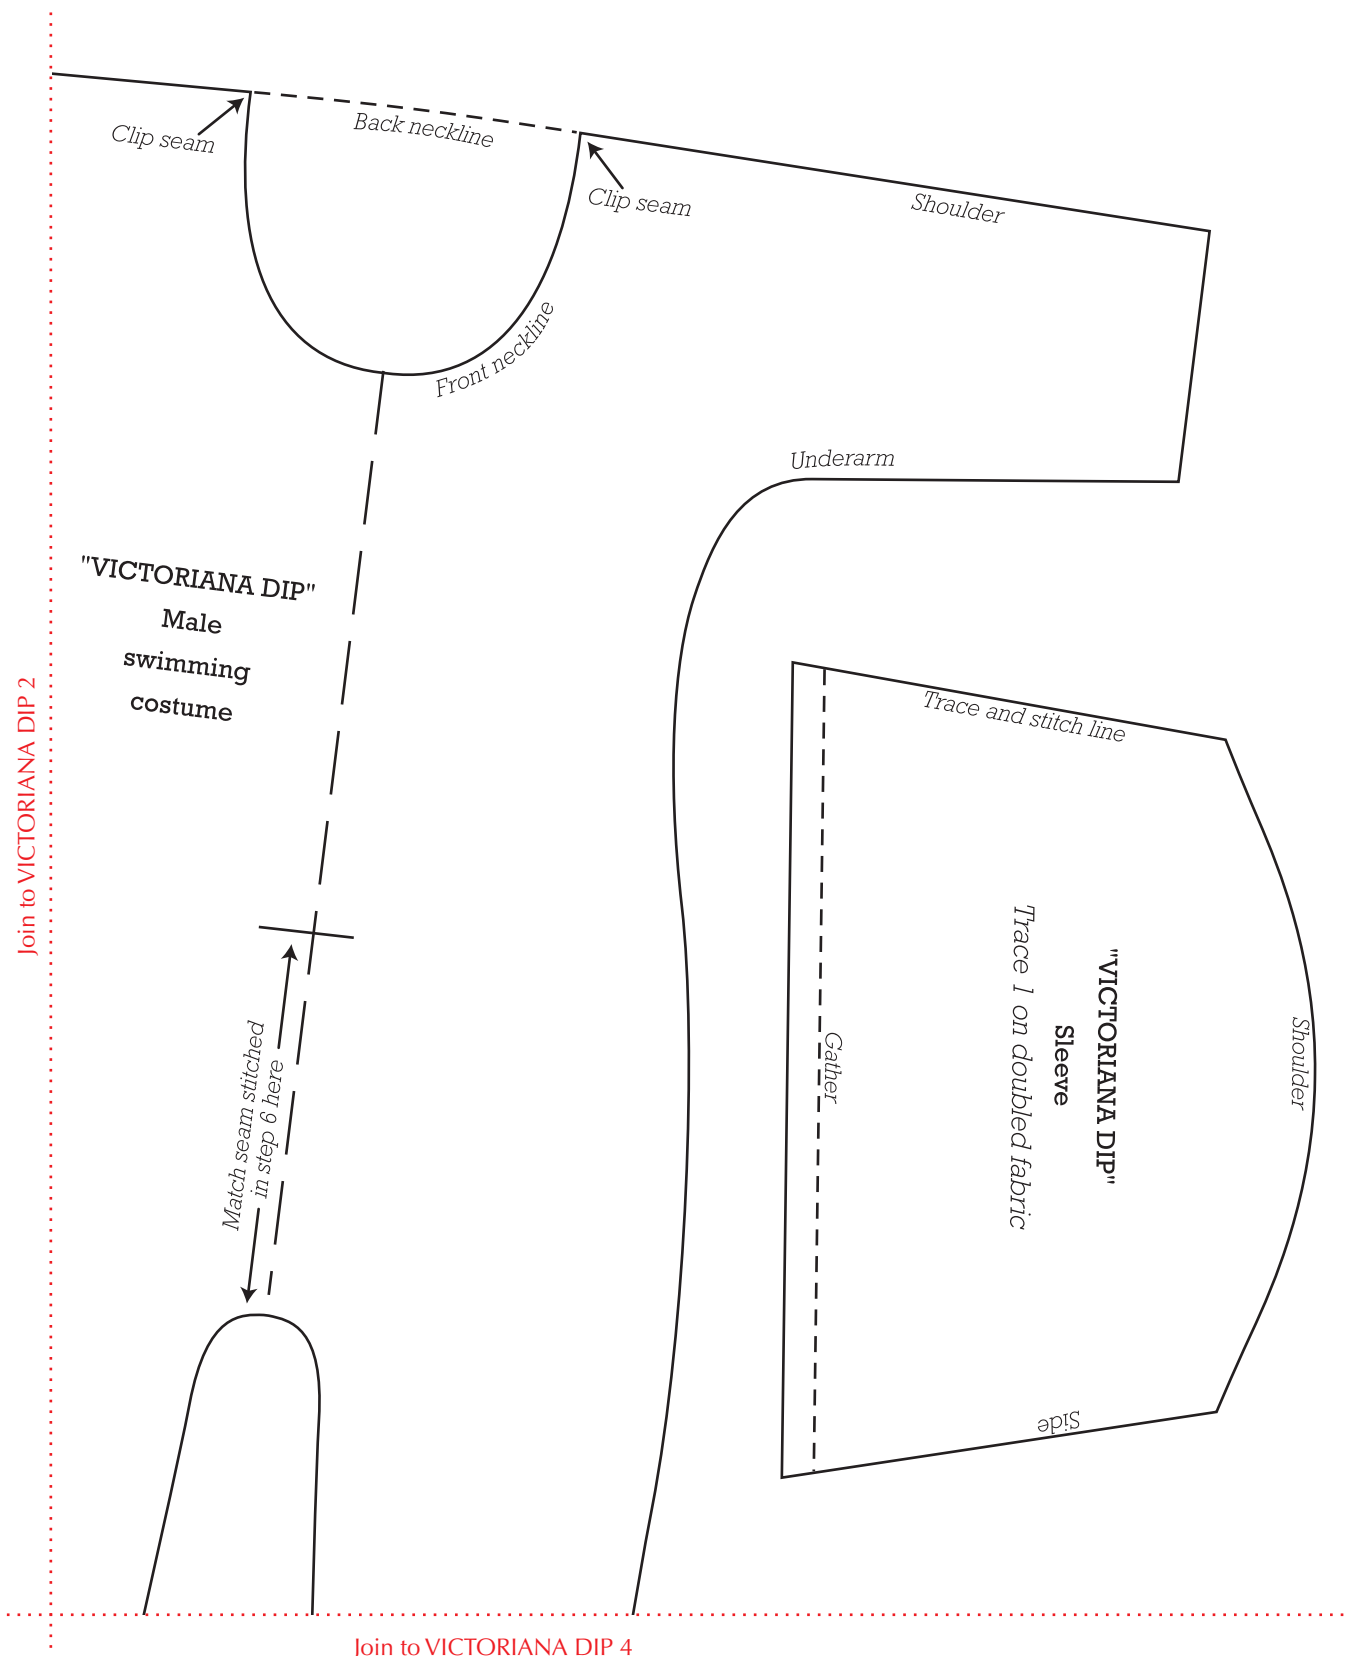 Clip seam
Back neckline
Clip seam
Shoulder
Front neckline
Underarm
"VICTORIANA DIP"
Male
swimming
costume
Join to VICTORIANA DIP 2
Match seam stitched
in step 6 here
Trace and stitch line
"VICTORIANA DIP"
Sleeve
Trace 1 on doubled fabric
Gather
Shoulder
Side
Join to VICTORIANA DIP 4